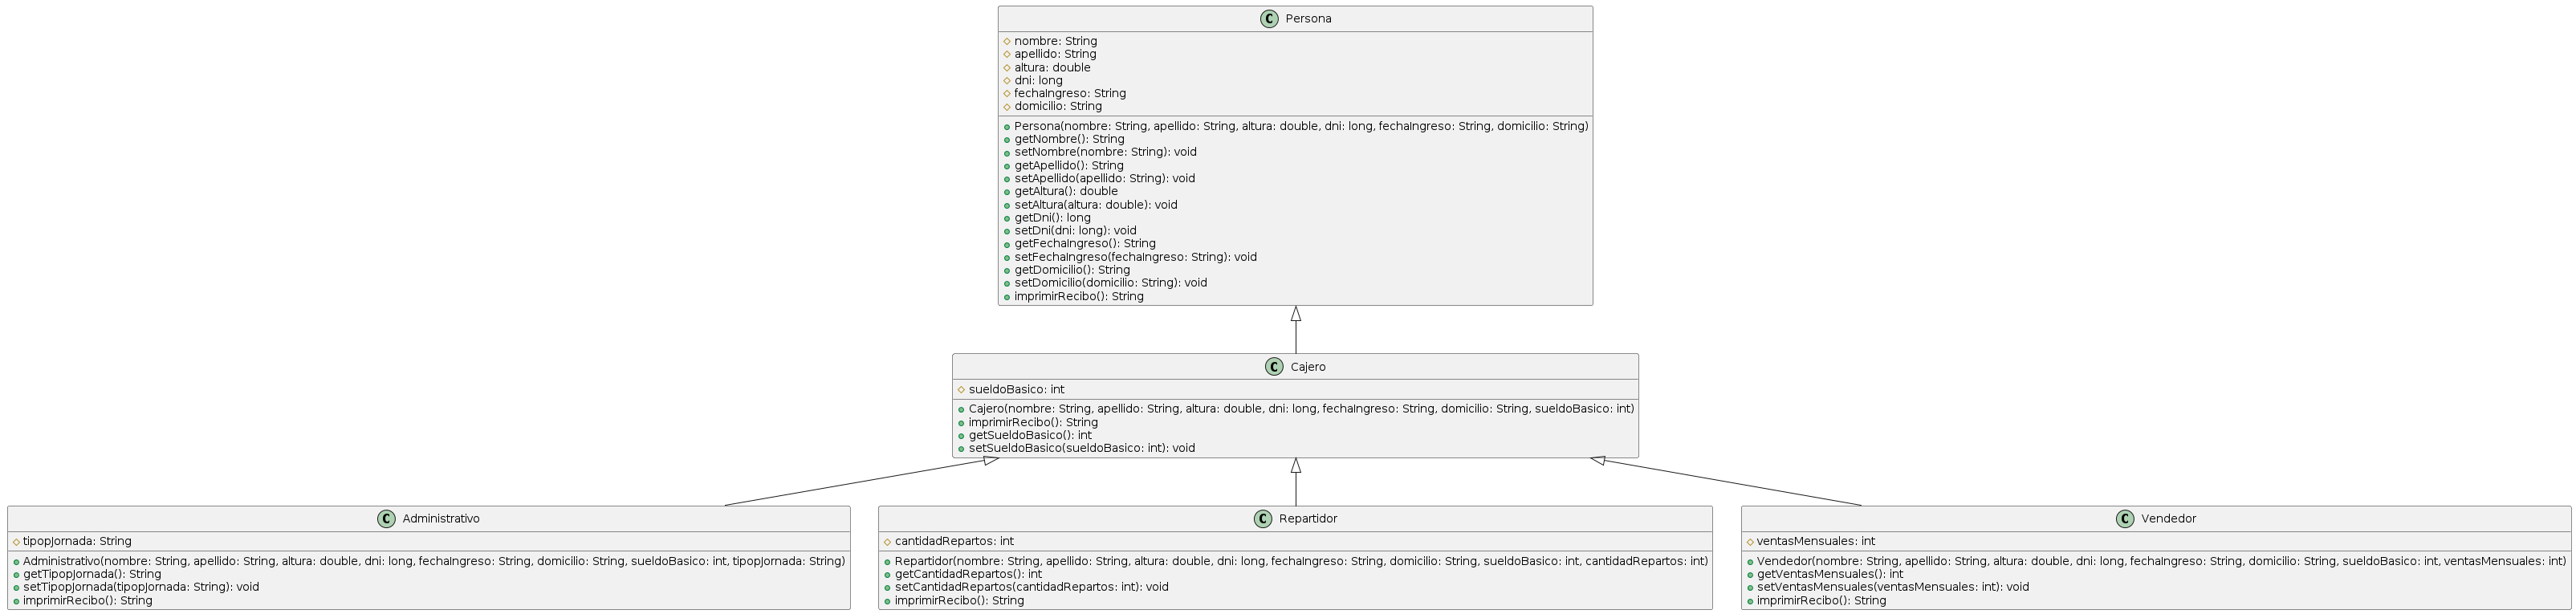 C Persona
nombre: String
apellido: String
altura: double
dni: long
fechaIngreso: String
domicilio: String
Persona(nombre: String, apellido: String, altura: double, dni: long, fechaIngreso: String, domicilio: String)
getNombre(): String
setNombre(nombre: String): void
getApellido(): String
setApellido(apellido: String): void
getAltura(): double
setAltura(altura: double): void
getDni(): long
setDni(dni: long): void
getFechaIngreso(): String
setFechaIngreso(fechaIngreso: String): void
getDomicilio(): String
setDomicilio(domicilio: String): void
imprimirRecibo(): String
C Cajero
sueldoBasico: int
Cajero(nombre: String, apellido: String, altura: double, dni: long, fechaIngreso: String, domicilio: String, sueldoBasico: int)
imprimirRecibo(): String
getSueldoBasico(): int
setSueldoBasico(sueldoBasico: int): void
C Administrativo
tipopJornada: String
Administrativo(nombre: String, apellido: String, altura: double, dni: long, fechaIngreso: String, domicilio: String, sueldoBasico: int, tipopJornada: String)
getTipopJornada(): String
setTipopJornada(tipopJornada: String): void
imprimirRecibo(): String
C Repartidor
cantidadRepartos: int
Repartidor(nombre: String, apellido: String, altura: double, dni: long, fechaIngreso: String, domicilio: String, sueldoBasico: int, cantidadRepartos: int)
getCantidadRepartos(): int
setCantidadRepartos(cantidadRepartos: int): void
imprimirRecibo(): String
C Vendedor
ventasMensuales: int
Vendedor(nombre: String, apellido: String, altura: double, dni: long, fechaIngreso: String, domicilio: String, sueldoBasico: int, ventasMensuales: int)
getVentasMensuales(): int
setVentasMensuales(ventasMensuales: int): void
imprimirRecibo(): String